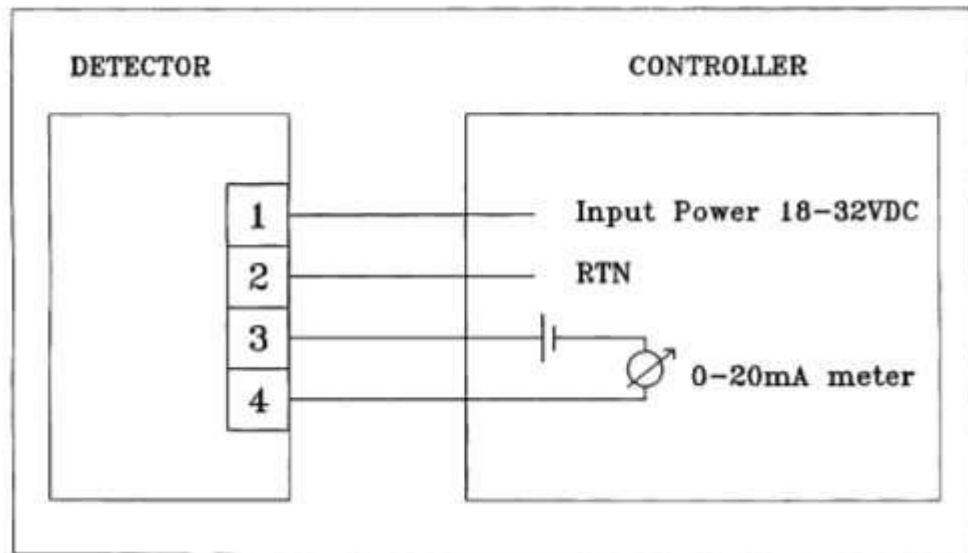 DETECTOR
CONTROLLER
1
Input Power 18-32VDC
2
RTN
3
4
0-20mA meter